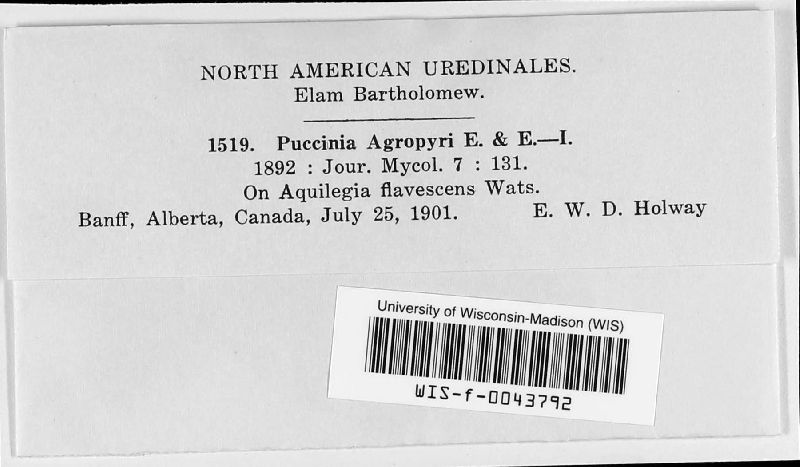 NORTH AMERICAN UREDINALES.
Elam Bartholomew.
1519. Puccinia Agropyri E. & E.—I.
1892 : Jour. Mycol. 7 : 131.
On Aquilegia flavescens Wats.
Banff, Alberta, Canada, July 25, 1901. E. W. D. Holway
University of Wisconsin-Madison (WIS)
WIS-f-0043792